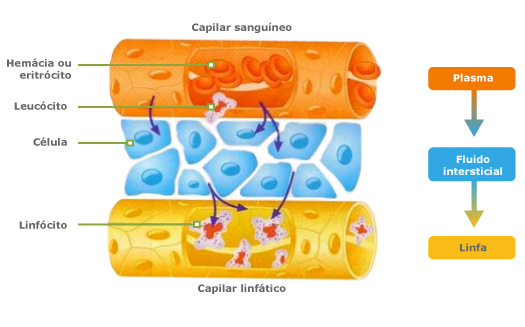 Capilar sanguíneo
Hemácia ou
eritrócito
Leucócito
Célula
Linfócito
Capilar linfático
Plasma
Fluido
intersticial
Linfa